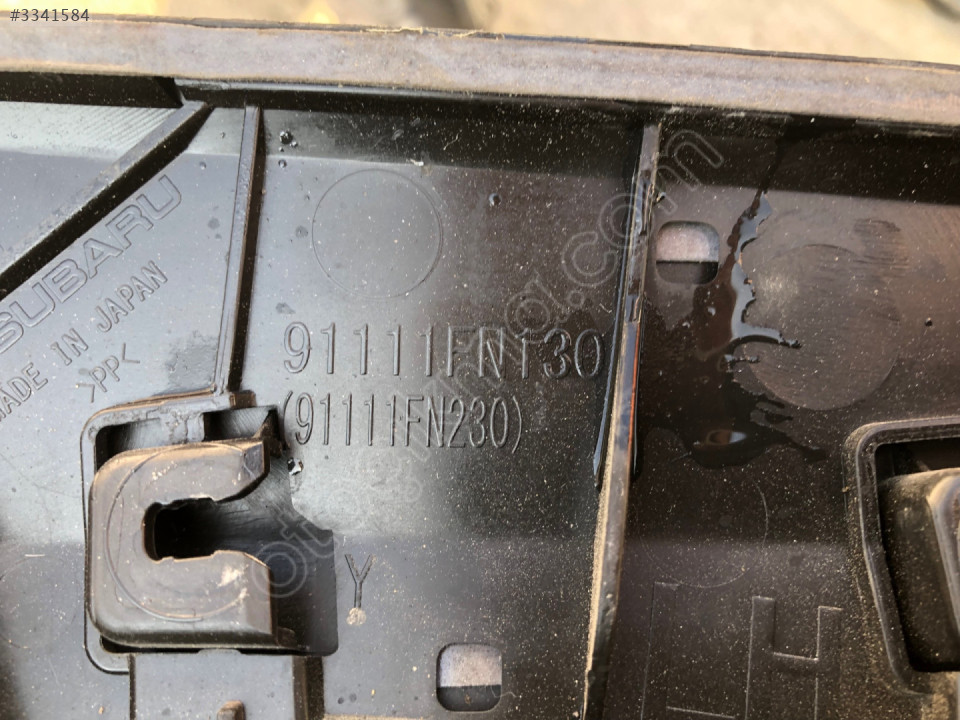 #3341584
SUBARU
MADE IN JAPAN
>PP<
91111FN130
(91111FN230)
Y